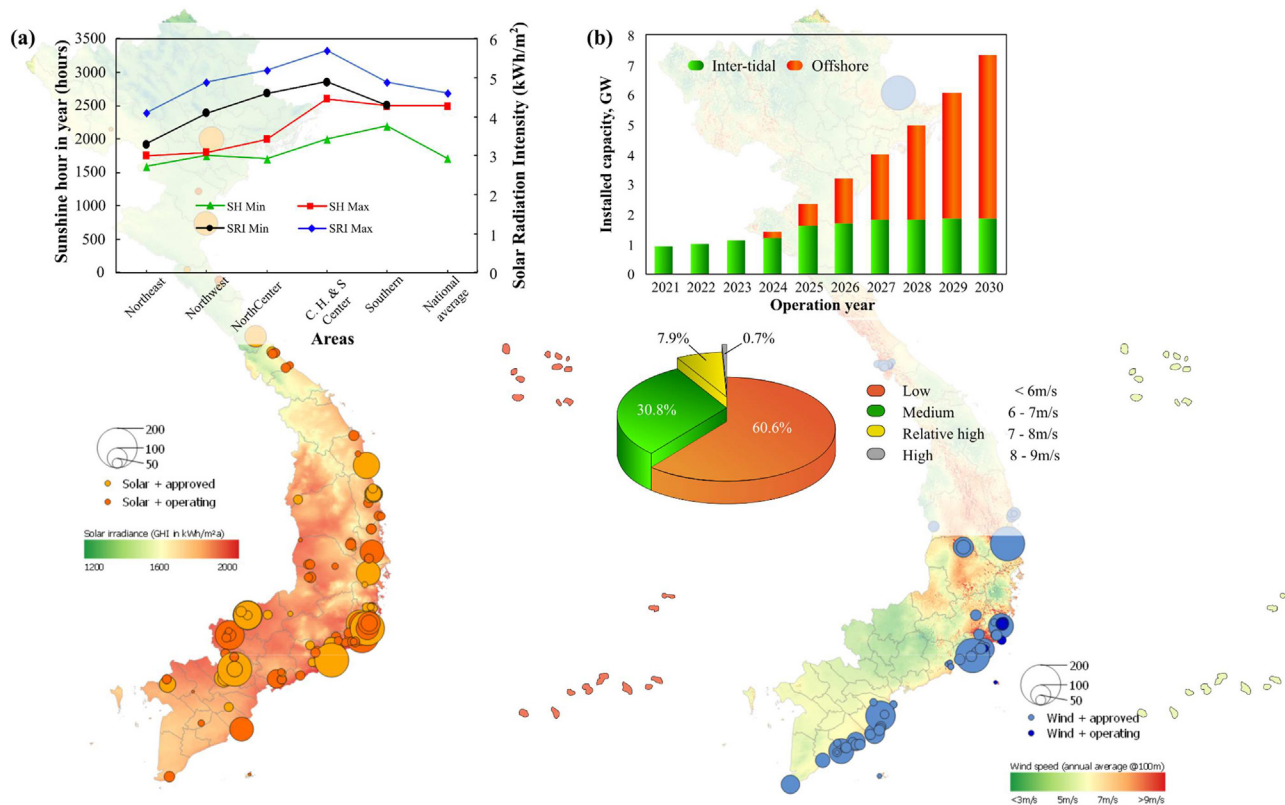 (a)
3500
3000
2500
2000
1500
1000
500
0
Sunshine hour in year (hours)
6
5
4
3
2
1
0
Solar Radiation Intensity (kWh/m²)
SH Min
SH Max
SRI Min
SRI Max
Northeast
Northwest
NorthCenter
C. H. & S
Center
Southern
National
average
Areas
200
100
50
Solar + approved
Solar + operating
Solar irradiance (GHI in kWh/m²a)
1200 1600 2000
(b)
8
7
6
5
4
3
2
1
0
Installed capacity, GW
Inter-tidal
Offshore
2021 2022 2023 2024 2025 2026 2027 2028 2029 2030
Operation year
7.9%
0.7%
30.8%
60.6%
Low < 6m/s
Medium 6 - 7m/s
Relative high 7 - 8m/s
High 8 - 9m/s
200
100
50
Wind + approved
Wind + operating
Wind speed (annual average @100m)
<3m/s 5m/s 7m/s >9m/s